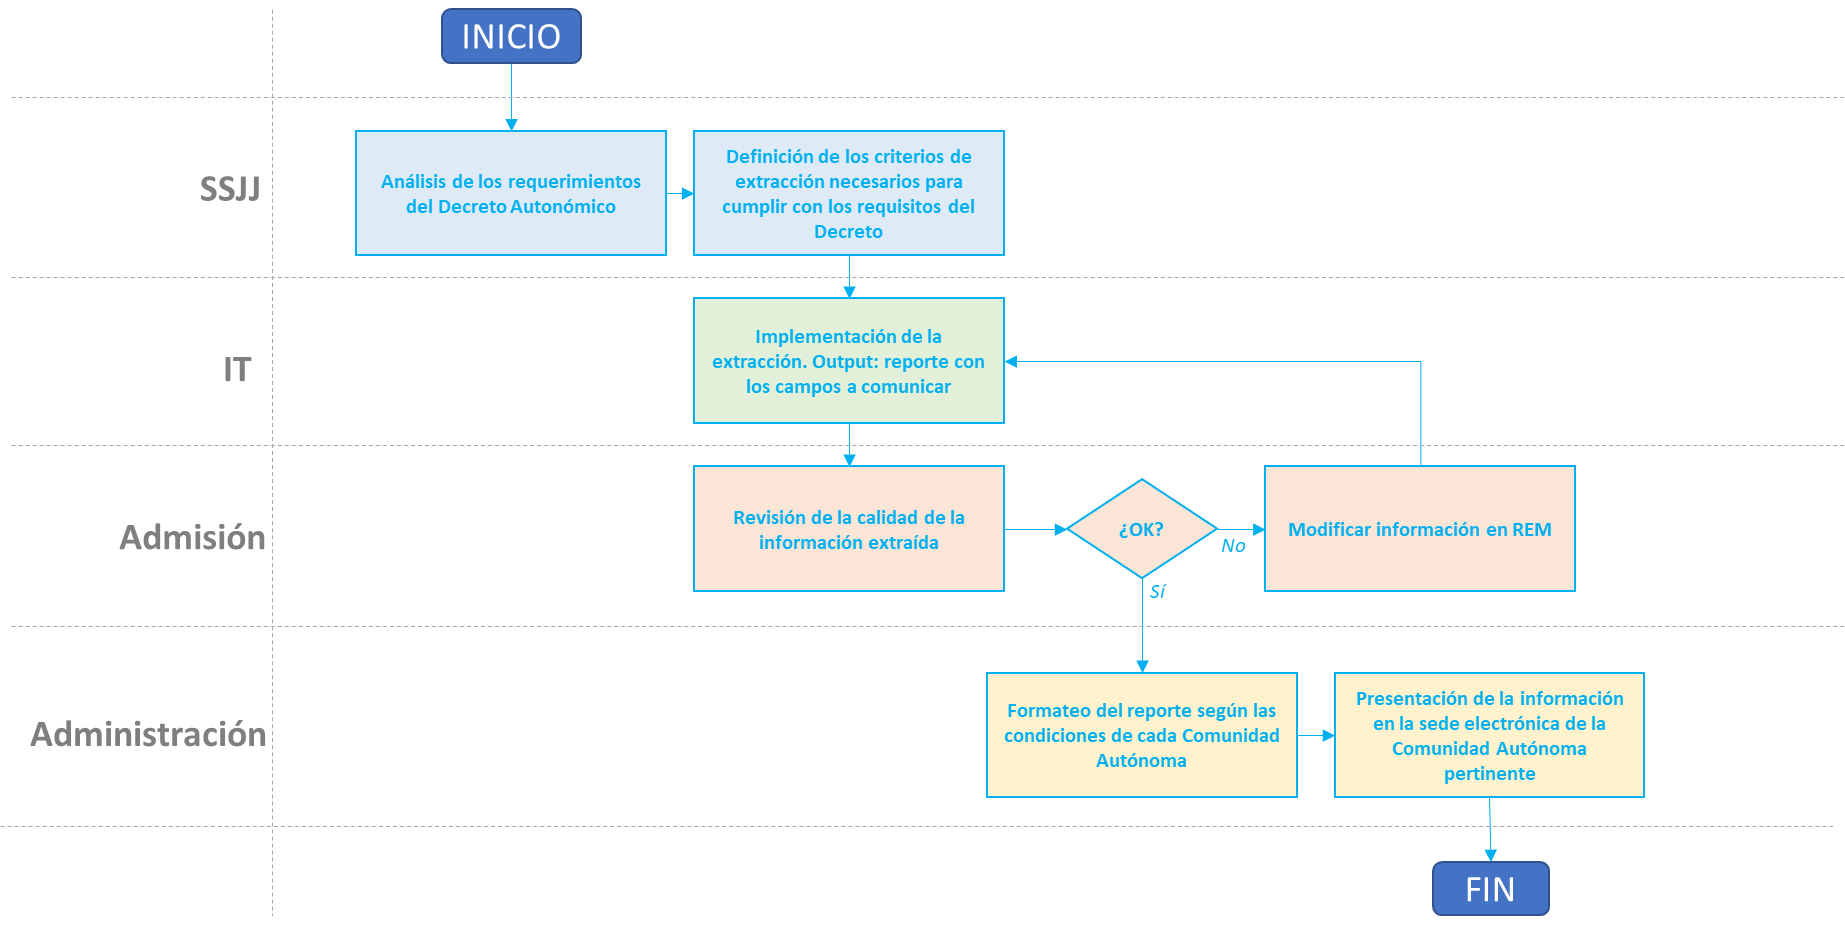 INICIO
SSJJ
Análisis de los requerimientos
del Decreto Autonómico
Definición de los criterios de
extracción necesarios para
cumplir con los requisitos del
Decreto
IT
Implementación de la
extracción. Output: reporte con
los campos a comunicar
Admisión
Revisión de la calidad de la
información extraída
¿OK?
No
Sí
Modificar información en REM
Administración
Formateo del reporte según las
condiciones de cada Comunidad
Autónoma
Presentación de la información
en la sede electrónica de la
Comunidad Autónoma
pertinente
FIN